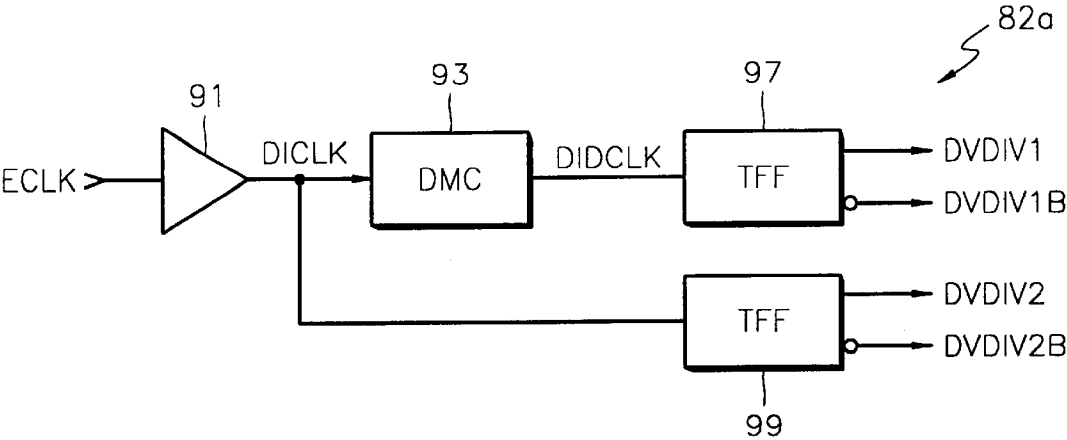 82a
91
93
97
ECLK
DICLK
DMC
DIDCLK
TFF
DVDIV1
DVDIV1B
TFF
DVDIV2
DVDIV2B
99